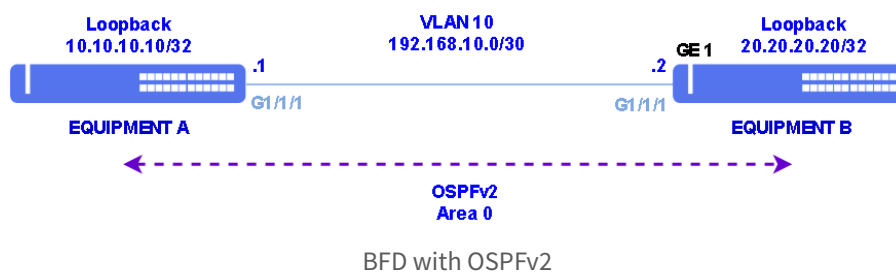 Loopback
10.10.10.10/32
VLAN 10
192.168.10.0/30
Loopback
20.20.20.20/32
GE 1
.1
.2
G1/1/1
G1/1/1
EQUIPMENT A
EQUIPMENT B
OSPFv2
Area 0
BFD with OSPFv2